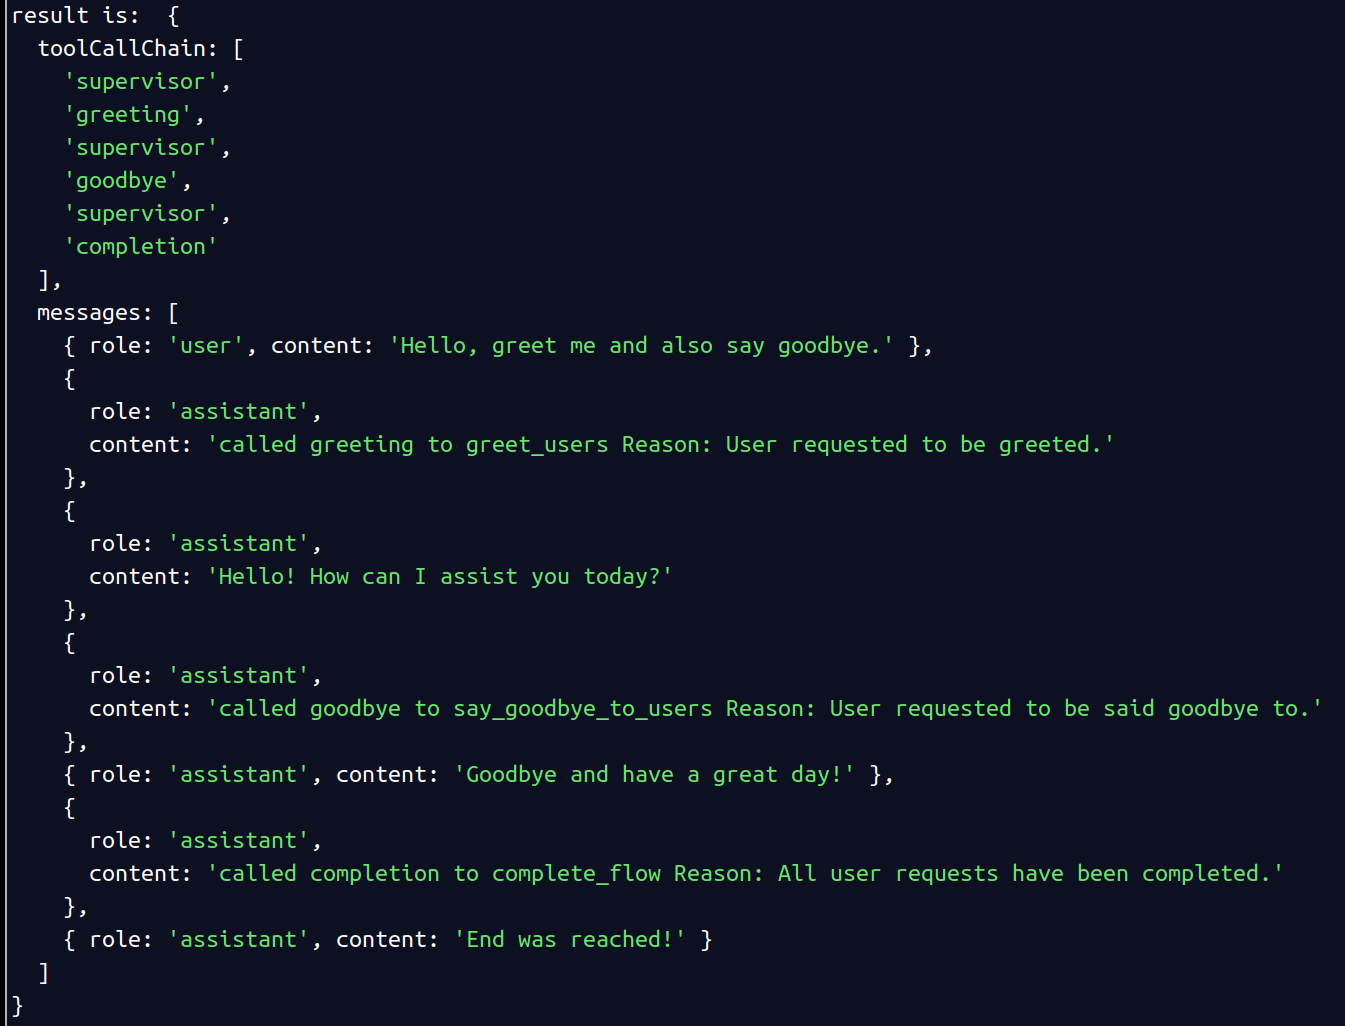 result is:  {
  toolCallChain: [
    'supervisor',
    'greeting',
    'supervisor',
    'goodbye',
    'supervisor',
    'completion'
  ],
  messages: [
    { role: 'user', content: 'Hello, greet me and also say goodbye.' },
    {
      role: 'assistant',
      content: 'called greeting to greet_users Reason: User requested to be greeted.'
    },
    {
      role: 'assistant',
      content: 'Hello! How can I assist you today?'
    },
    {
      role: 'assistant',
      content: 'called goodbye to say_goodbye_to_users Reason: User requested to be said goodbye to.'
    },
    { role: 'assistant', content: 'Goodbye and have a great day!' },
    {
      role: 'assistant',
      content: 'called completion to complete_flow Reason: All user requests have been completed.'
    },
    { role: 'assistant', content: 'End was reached!' }
  ]
}